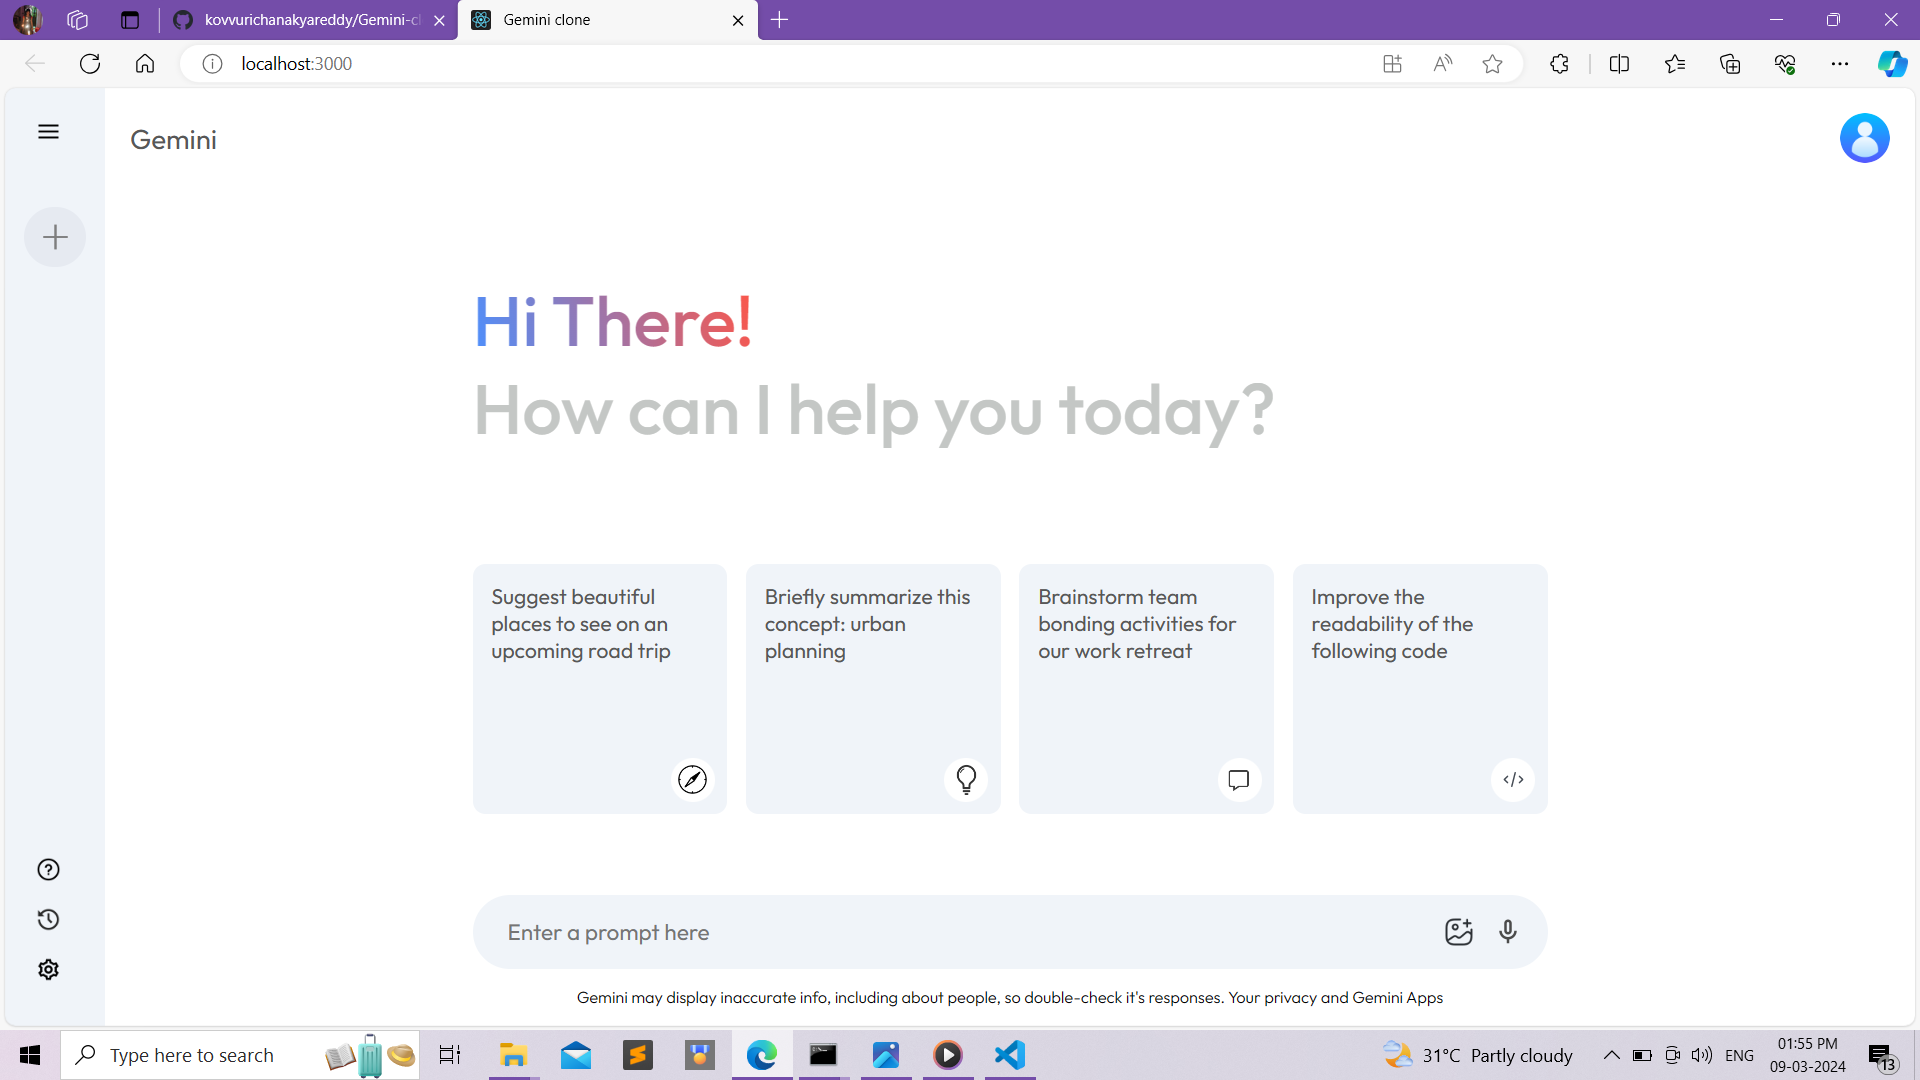 kovvurichanakyareddy/Gemini-cl
Gemini clone
localhost:3000
Gemini
Hi There!
How can I help you today?
Suggest beautiful
places to see on an
upcoming road trip
Briefly summarize this
concept: urban
planning
Brainstorm team
bonding activities for
our work retreat
Improve the
readability of the
following code
Enter a prompt here
Gemini may display inaccurate info, including about people, so double-check it's responses. Your privacy and Gemini Apps
Type here to search
31°C Partly cloudy
ENG
01:55 PM
09-03-2024
13